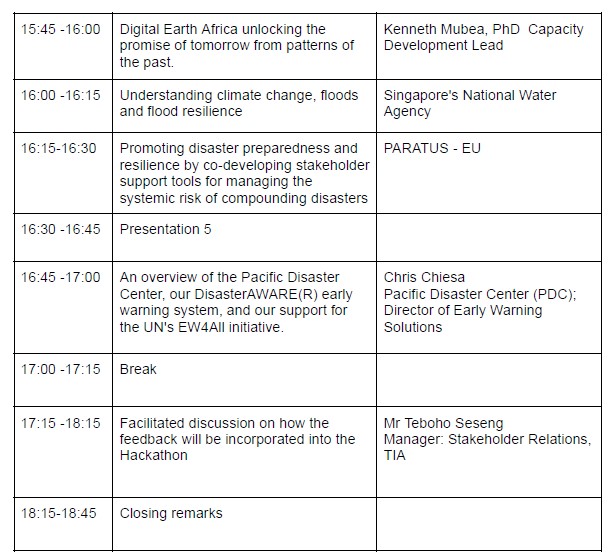 15:45 -16:00
Digital Earth Africa unlocking the
promise of tomorrow from patterns of
the past.
Kenneth Mubea, PhD  Capacity
Development Lead
16:00 -16:15
Understanding climate change, floods
and flood resilience
Singapore's National Water
Agency
16:15-16:30
Promoting disaster preparedness and
resilience by co-developing stakeholder
support tools for managing the
systemic risk of compounding disasters
PARATUS - EU
16:30 -16:45
Presentation 5
16:45 -17:00
An overview of the Pacific Disaster
Center, our DisasterAWARE(R) early
warning system, and our support for
the UN's EW4All initiative.
Chris Chiesa
Pacific Disaster Center (PDC);
Director of Early Warning
Solutions
17:00 -17:15
Break
17:15 -18:15
Facilitated discussion on how the
feedback will be incorporated into the
Hackathon
Mr Teboho Seseng
Manager: Stakeholder Relations,
TIA
18:15-18:45
Closing remarks